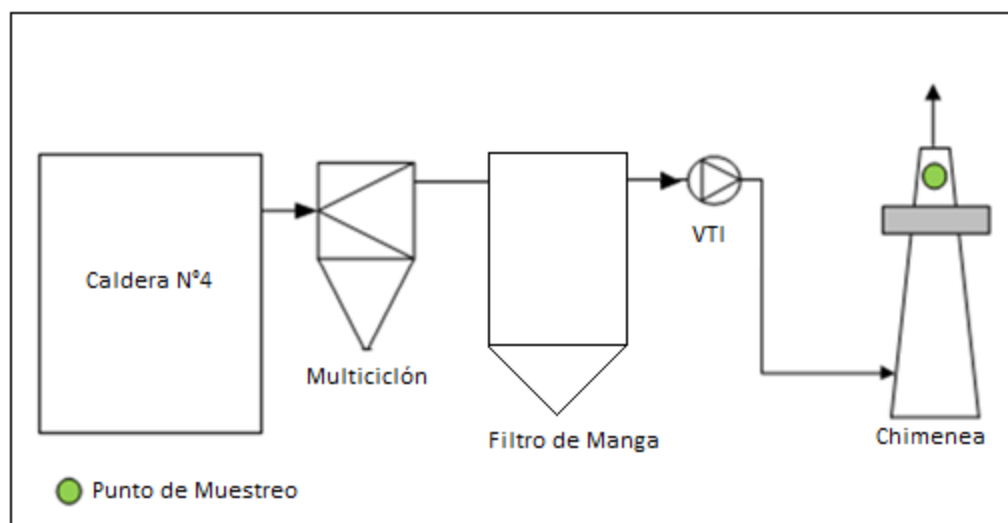 Caldera N°4
Multiciclón
Filtro de Manga
VTI
Chimenea
Punto de Muestreo